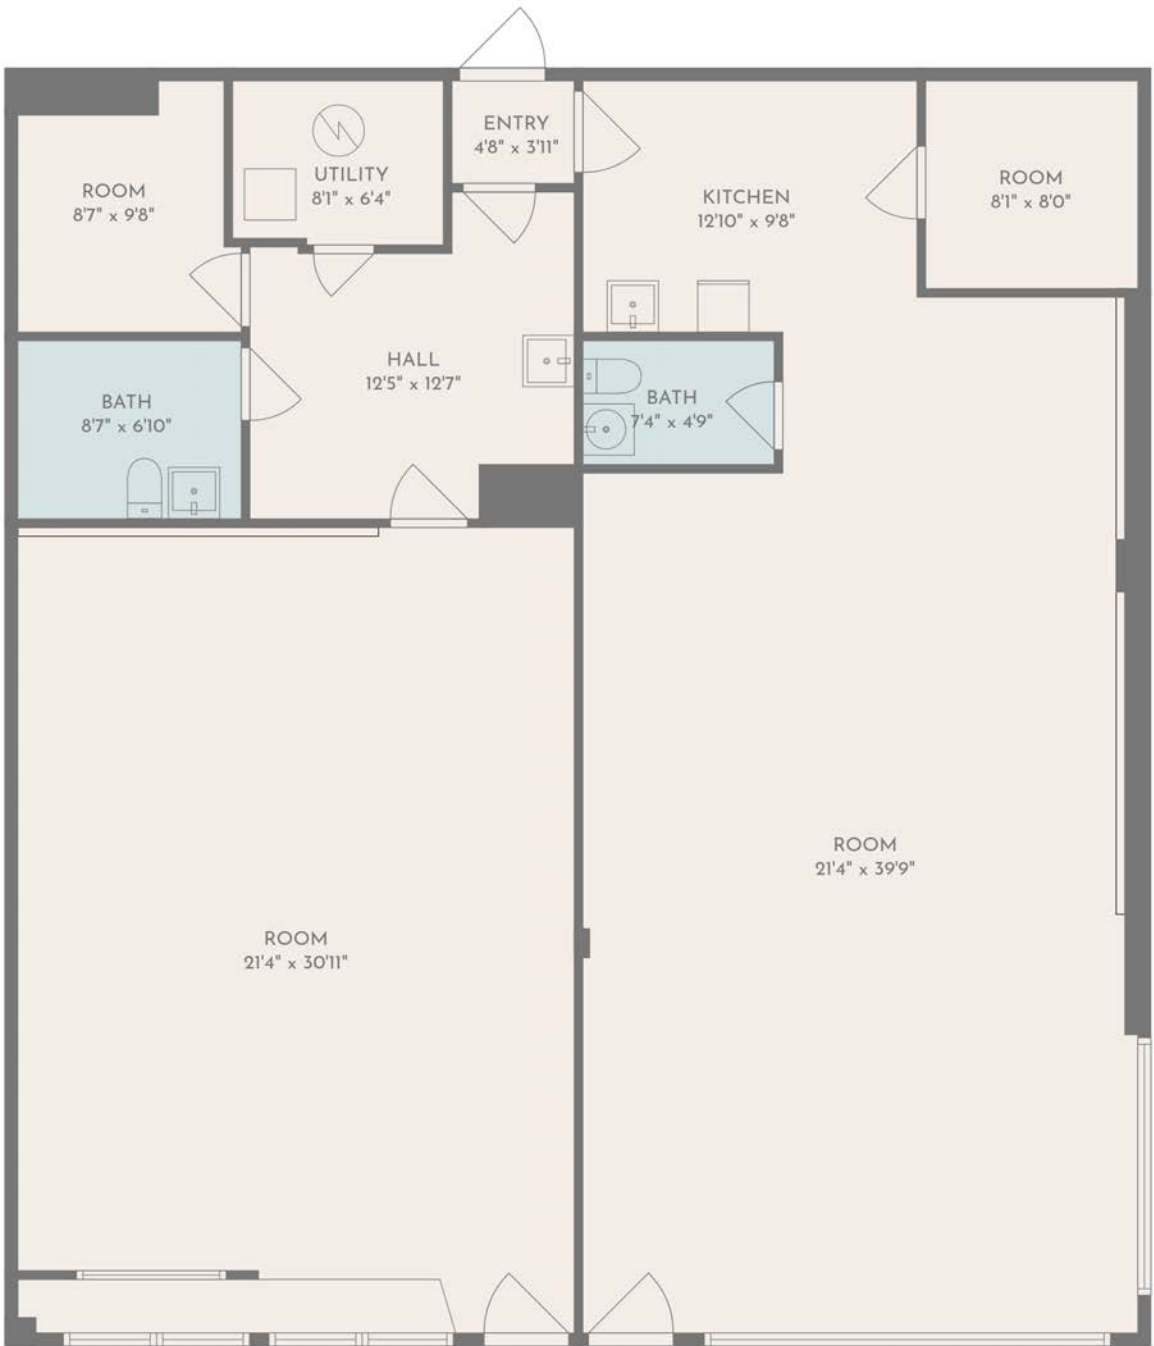 ENTRY
4'8" x 3'11"
UTILITY
8'1" x 6'4"
ROOM
8'7" x 9'8"
KITCHEN
12'10" x 9'8"
ROOM
8'1" x 8'0"
HALL
12'5" x 12'7"
BATH
8'7" x 6'10"
BATH
7'4" x 4'9"
ROOM
21'4" x 39'9"
ROOM
21'4" x 30'11"